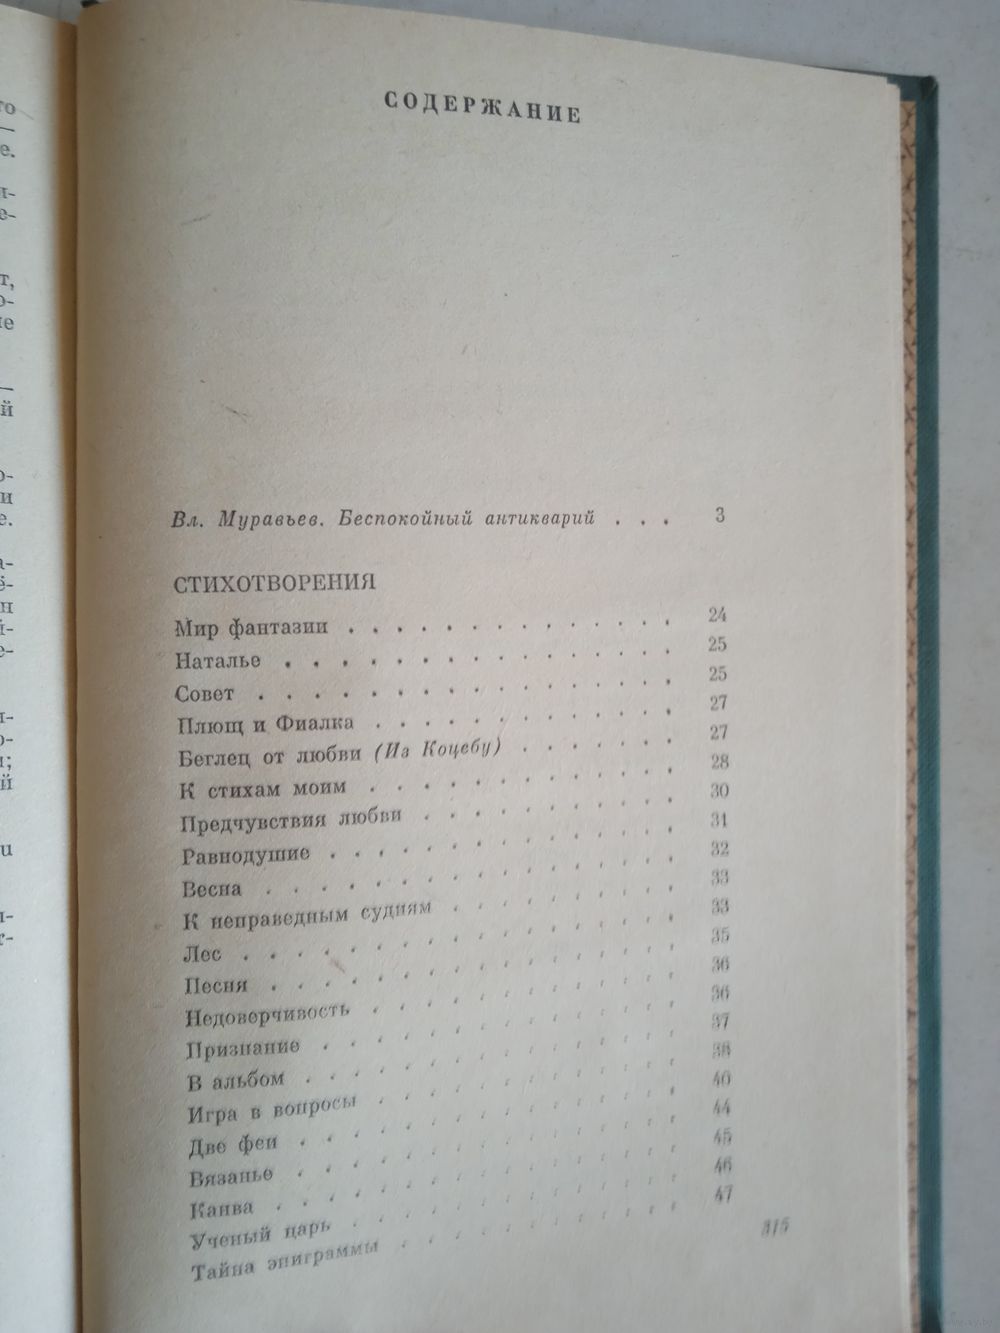 СОДЕРЖАНИЕ
Вл. Муравьев. Беспокойный антикварий . . . 3
СТИХОТВОРЕНИЯ
Мир фантазии . . . . . . . . . . . . . . 24
Наталье . . . . . . . . . . . . . . . . . 25
Совет . . . . . . . . . . . . . . . . . . 25
Плющ и Фиалка . . . . . . . . . . . . . 27
Беглец от любви (Из Коцебу) . . . . . . . 27
К стихам моим . . . . . . . . . . . . . 28
Предчувствия любви . . . . . . . . . . . 30
Равнодушие . . . . . . . . . . . . . . . 31
Весна . . . . . . . . . . . . . . . . . . 32
К неправедным судиям . . . . . . . . . . 33
Лес . . . . . . . . . . . . . . . . . . . 33
Песня . . . . . . . . . . . . . . . . . . 35
Недоверчивость . . . . . . . . . . . . . 36
Признание . . . . . . . . . . . . . . . 36
В альбом . . . . . . . . . . . . . . . . 37
Игра в вопросы . . . . . . . . . . . . . 38
Две феи . . . . . . . . . . . . . . . . 40
Вязанье . . . . . . . . . . . . . . . . 44
Канва . . . . . . . . . . . . . . . . . 45
Ученый царь . . . . . . . . . . . . . . 46
Тайна эпиграммы . . . . . . . . . . . . 47
315